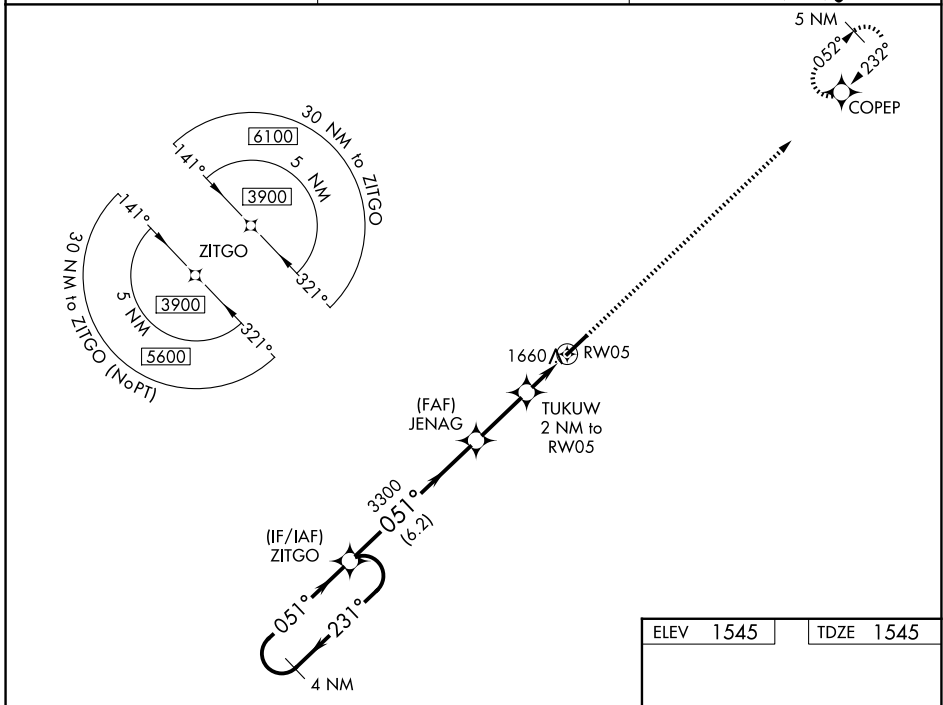 5 NM
052°
232°
COPEP
30 NM to ZITGO
6100
141°
5 NM
3900
321°
ZITGO
141°
30 NM to ZITGO (NoPT)
5 NM
3900
321°
5600
1660
RW05
(FAF)
JENAG
TUKUW
2 NM to
RW05
3300
051°
(6.2)
(IF/IAF)
ZITGO
051°
231°
4 NM
ELEV 1545
TDZE 1545